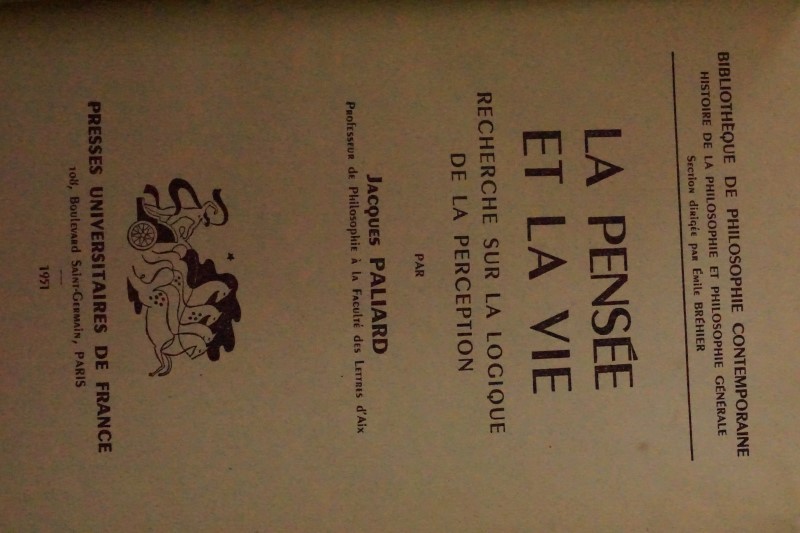 BIBLIOTHÈQUE DE PHILOSOPHIE CONTEMPORAINE
HISTOIRE DE LA PHILOSOPHIE ET PHILOSOPHIE GÉNÉRALE
Section dirigée par Émile BRÉHIER
LA PENSÉE
ET LA VIE
RECHERCHE SUR LA LOGIQUE
DE LA PERCEPTION
PAR
JACQUES PALIARD
Professeur de Philosophie à la Faculté des Lettres d'Aix
PRESSES UNIVERSITAIRES DE FRANCE
108, Boulevard Saint-Germain, PARIS
1951